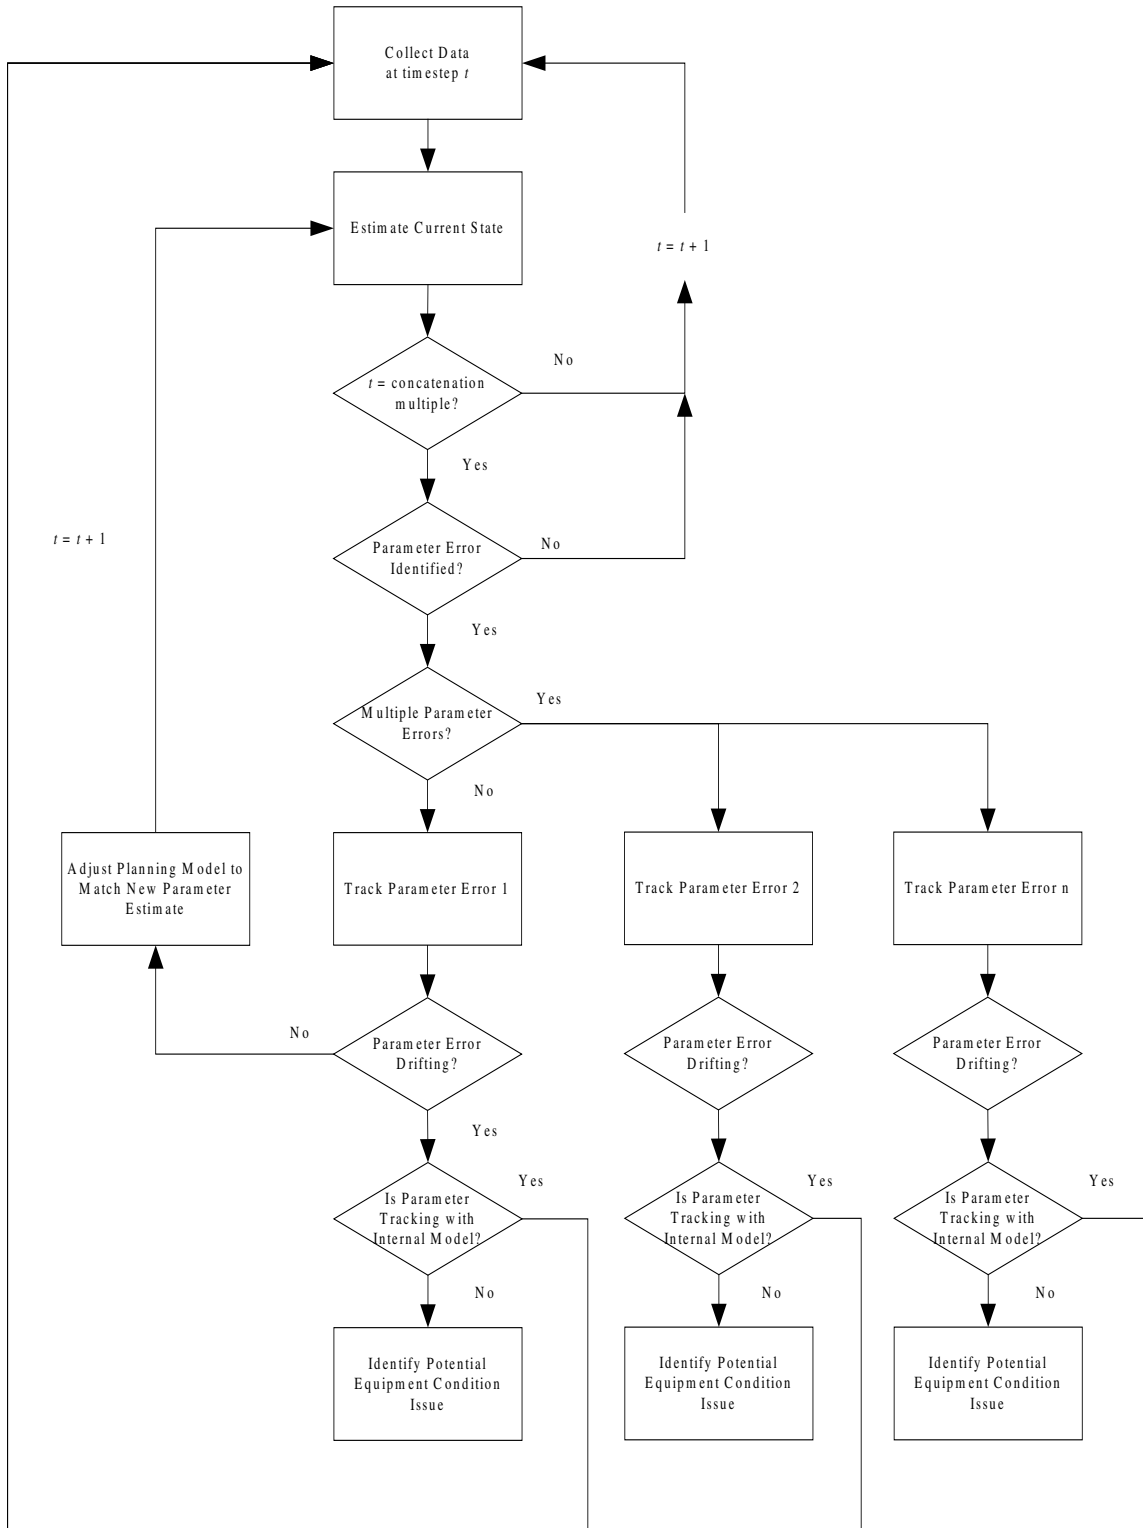 Collect Data
at timestep t
Estimate Current State
t = t + 1
No
t = concatenation
multiple?
Yes
t = t + 1
Parameter Error
Identified?
No
Yes
Multiple Parameter
Errors?
Yes
No
Adjust Planning Model to
Match New Parameter
Estimate
Track Parameter Error 1
Track Parameter Error 2
Track Parameter Error n
No
Parameter Error
Drifting?
Parameter Error
Drifting?
Parameter Error
Drifting?
Yes
Is Parameter
Tracking with
Internal Model?
Yes
Is Parameter
Tracking with
Internal Model?
Yes
Is Parameter
Tracking with
Internal Model?
Yes
No
No
No
Identify Potential
Equipment Condition
Issue
Identify Potential
Equipment Condition
Issue
Identify Potential
Equipment Condition
Issue